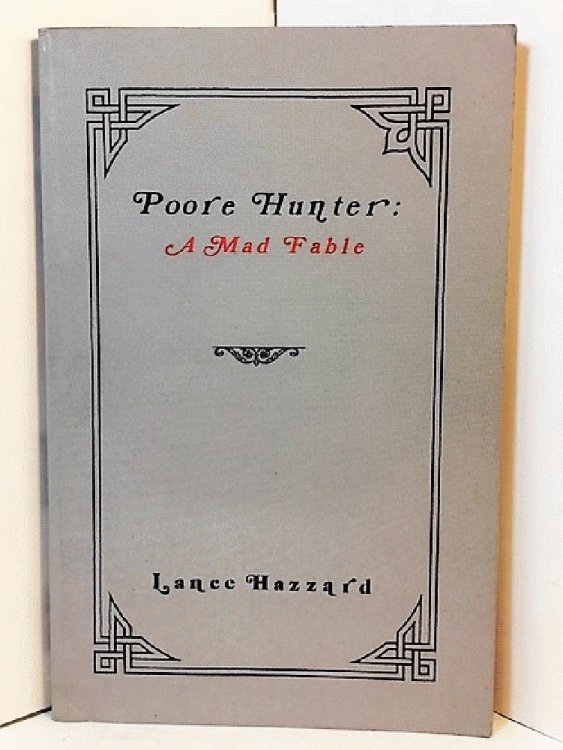 Poore Hunter:
A Mad Fable
Lance Hazzard